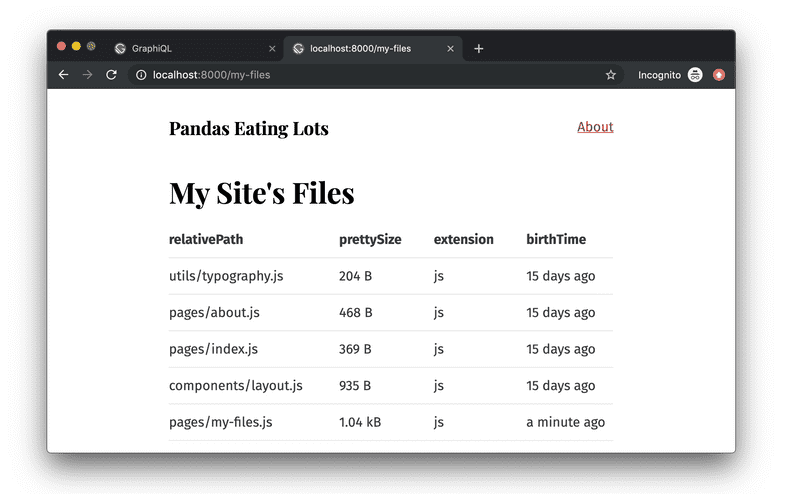 GraphiQL
localhost:8000/my-files
localhost:8000/my-files Incognito
Pandas Eating Lots About
My Site's Files
relativePath prettySize extension birthTime
utils/typography.js 204 B js 15 days ago
pages/about.js 468 B js 15 days ago
pages/index.js 369 B js 15 days ago
components/layout.js 935 B js 15 days ago
pages/my-files.js 1.04 kB js a minute ago